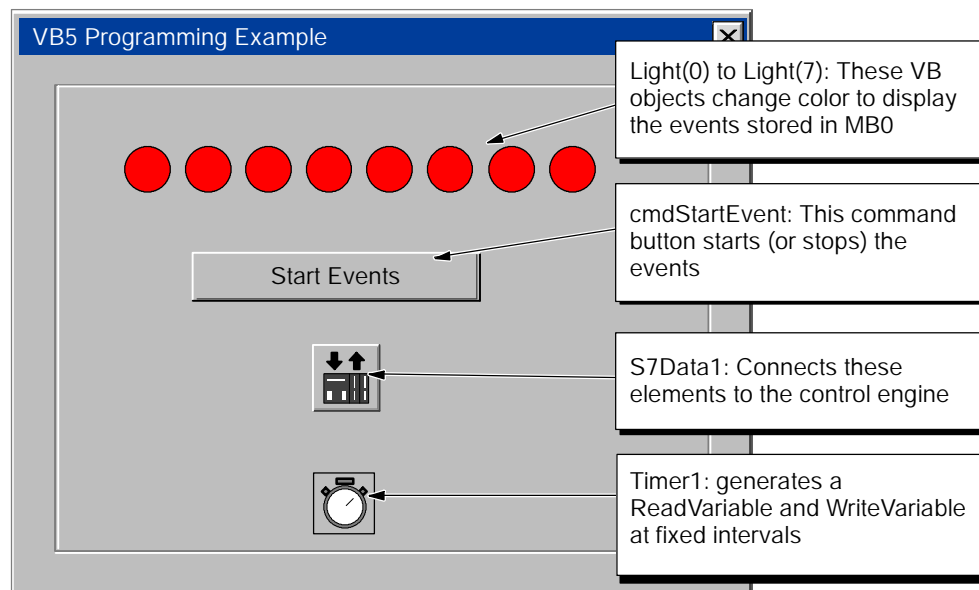 VB5 Programming Example
Light(0) to Light(7): These VB
objects change color to display
the events stored in MB0
cmdStartEvent: This command
button starts (or stops) the
events
Start Events
S7Data1: Connects these
elements to the control engine
Timer1: generates a
ReadVariable and WriteVariable
at fixed intervals